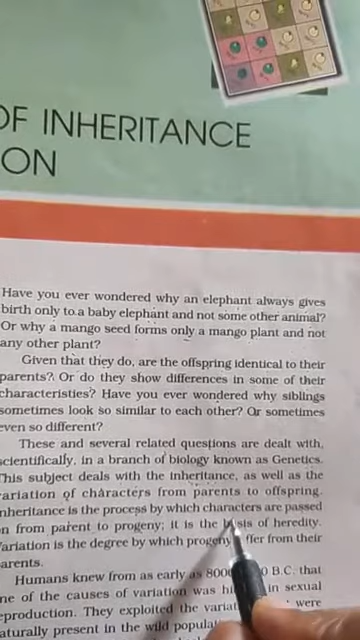 OF INHERITANCE
ON
Have you ever wondered why an elephant always gives
birth only to a baby elephant and not some other animal?
Or why a mango seed forms only a mango plant and not
any other plant?
Given that they do, are the offspring identical to their
parents? Or do they show differences in some of their
characteristics? Have you ever wondered why siblings
sometimes look so similar to each other? Or sometimes
even so different?
These and several related questions are dealt with,
scientifically, in a branch of biology known as Genetics.
This subject deals with the inheritance, as well as the
variation of characters from parents to offspring.
Inheritance is the process by which characters are passed
on from parent to progeny; it is the basis of heredity.
Variation is the degree by which progeny differ from their
parents.
Humans knew from as early as 8000 B.C. that
one of the causes of variation was in sexual
reproduction. They exploited the were
naturally present in the wild